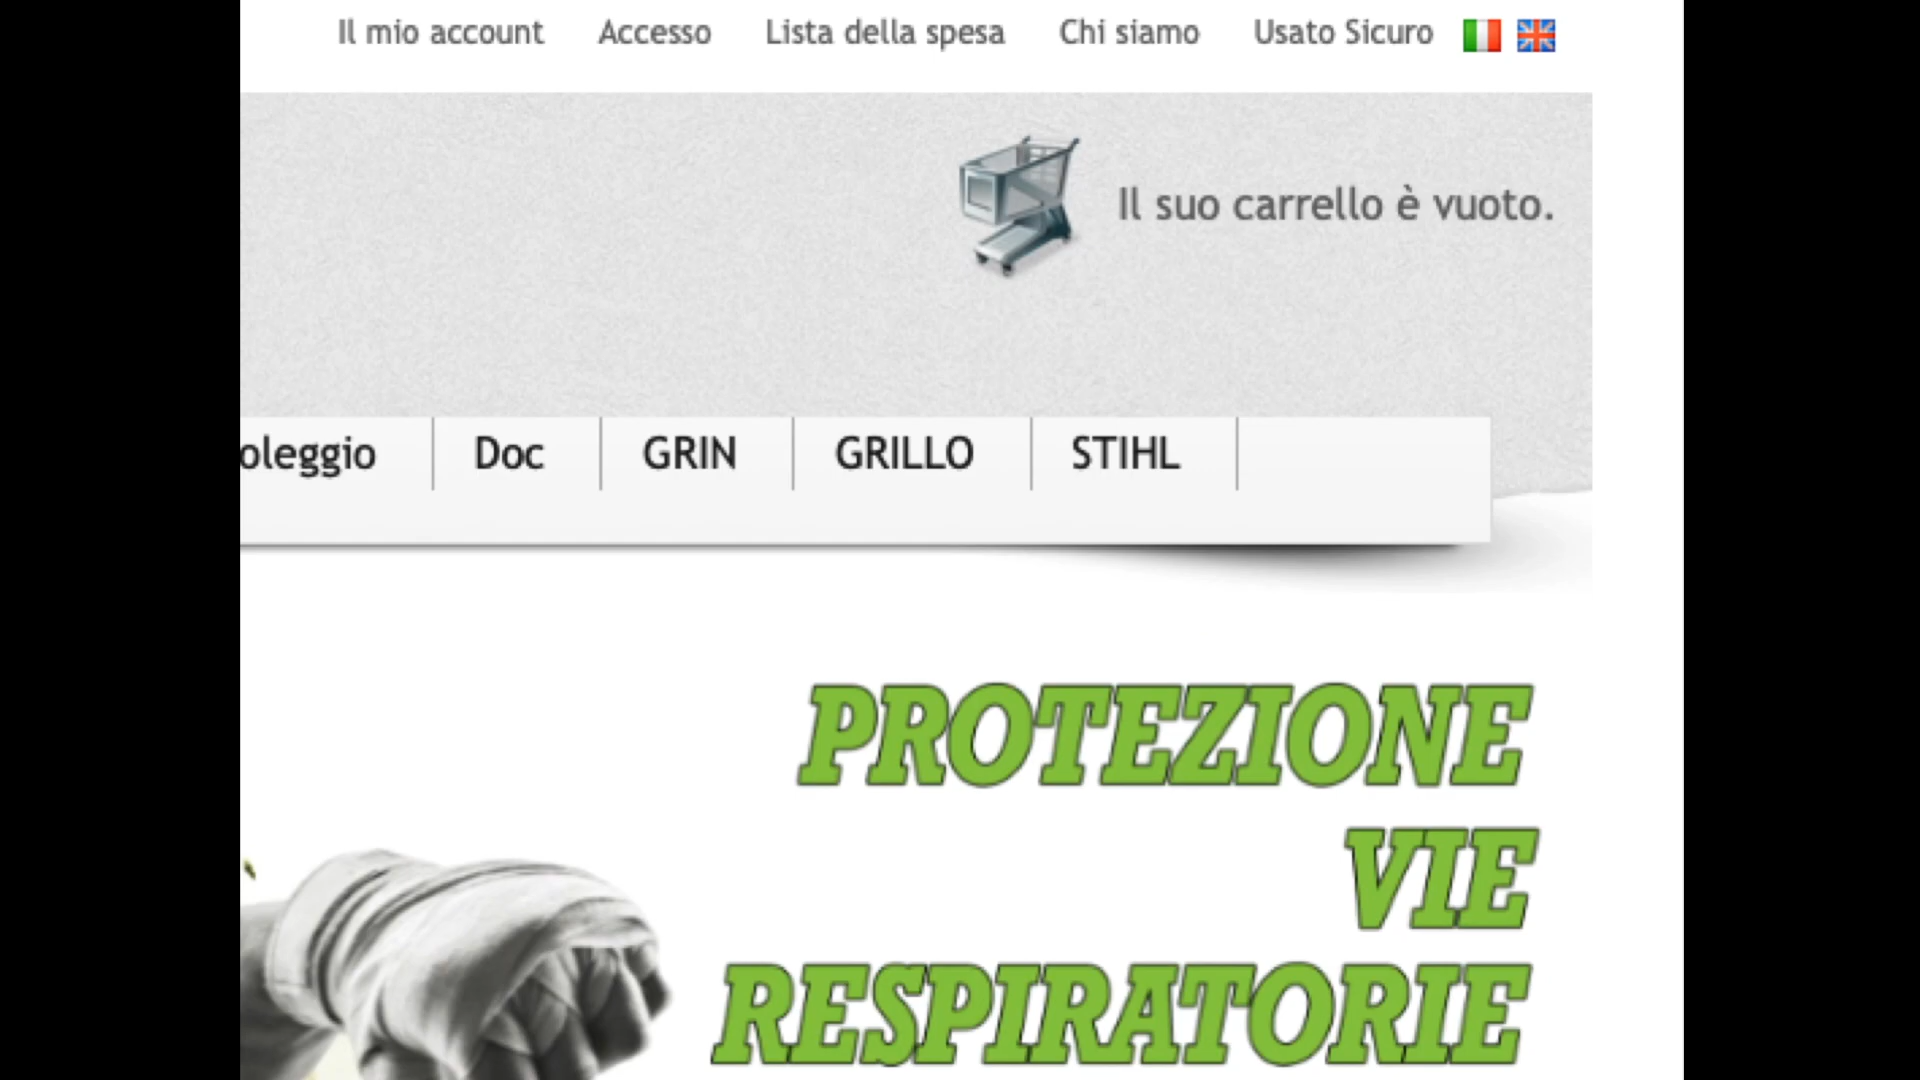 Il mio account Accesso Lista della spesa Chi siamo Usato Sicuro
Il suo carrello è vuoto.
oleggio Doc GRIN GRILLO STIHL
PROTEZIONE
VIE
RESPIRATORIE